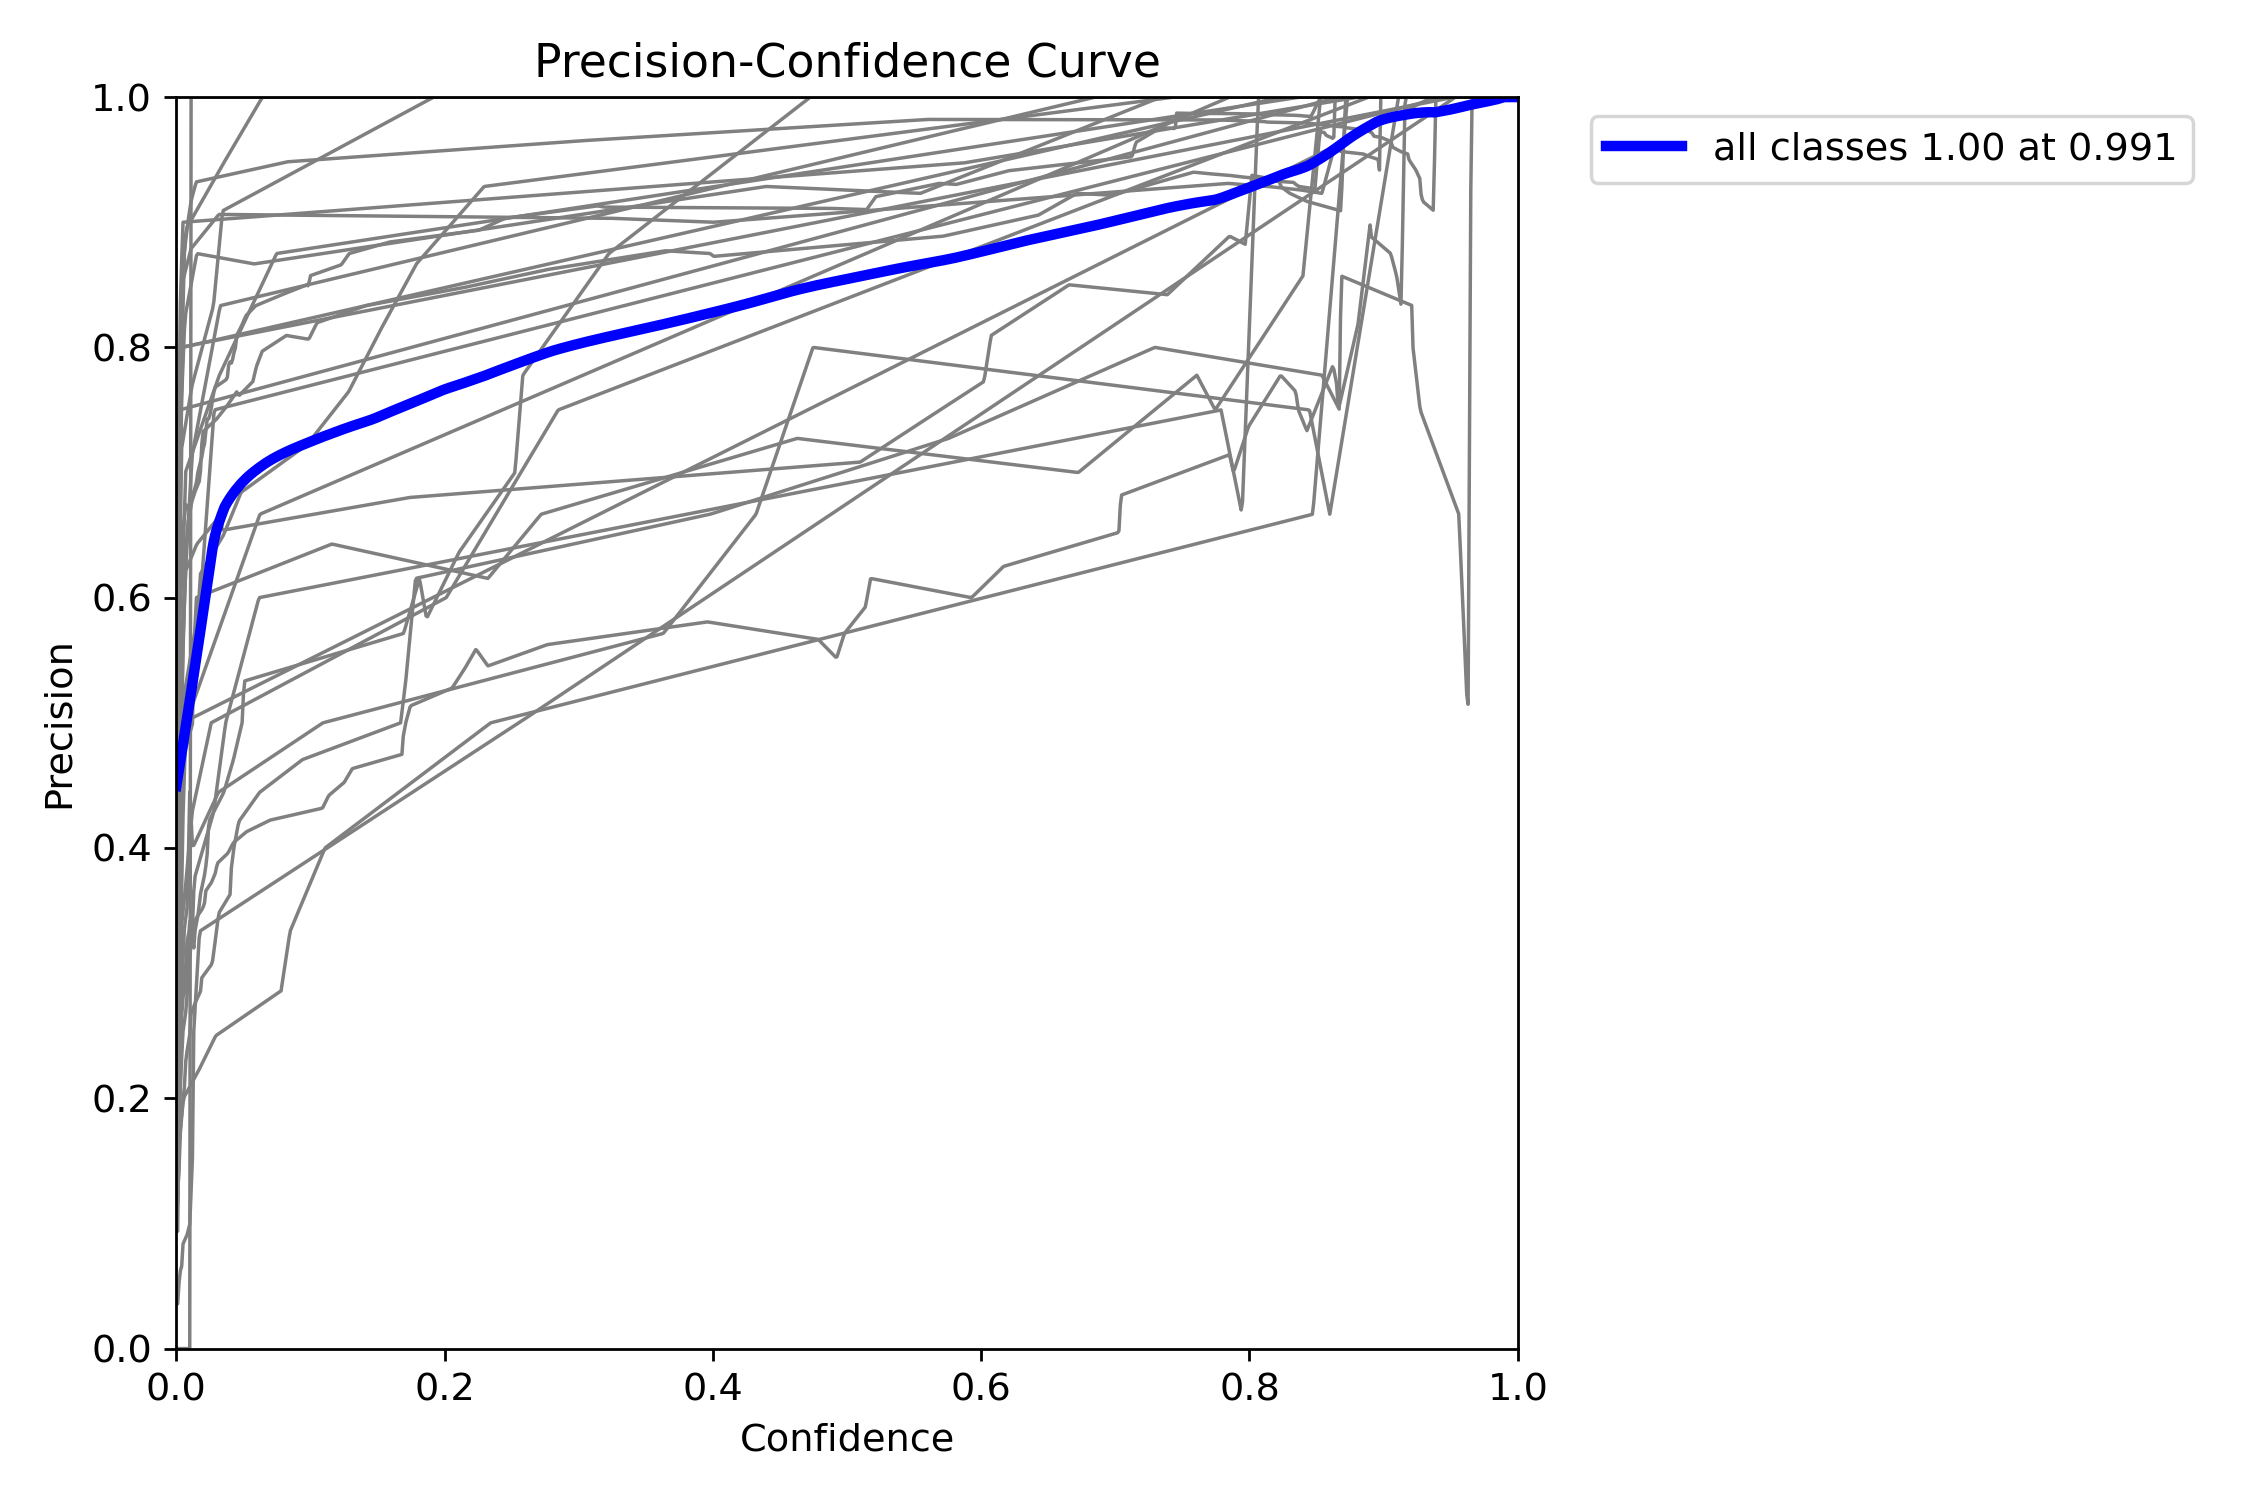 Precision-Confidence Curve
all classes 1.00 at 0.991
1.0
0.8
0.6
0.4
0.2
0.0
Precision
0.0 0.2 0.4 0.6 0.8 1.0
Confidence